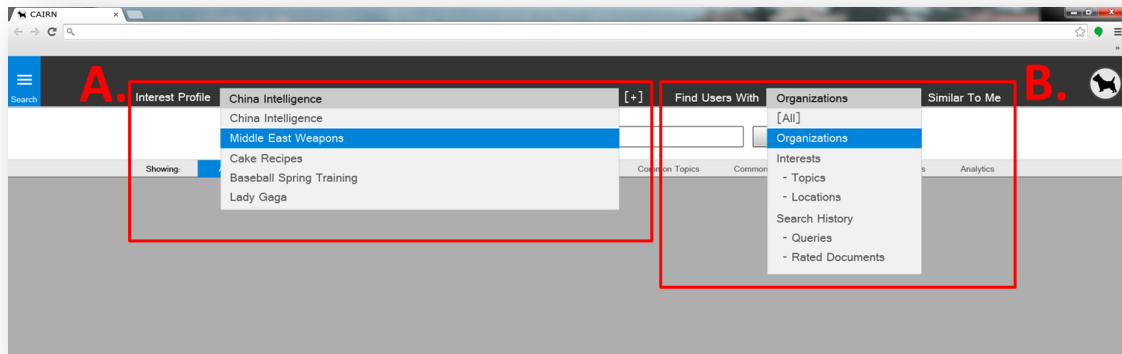 CAIRN
Search
A.
Interest Profile
China Intelligence
[+]
Find Users With
Organizations
Similar To Me
B.
China Intelligence
Middle East Weapons
Cake Recipes
Baseball Spring Training
Lady Gaga
[All]
Organizations
Interests
- Topics
- Locations
Search History
- Queries
- Rated Documents
Showing:
Common Topics
Common
Analytics